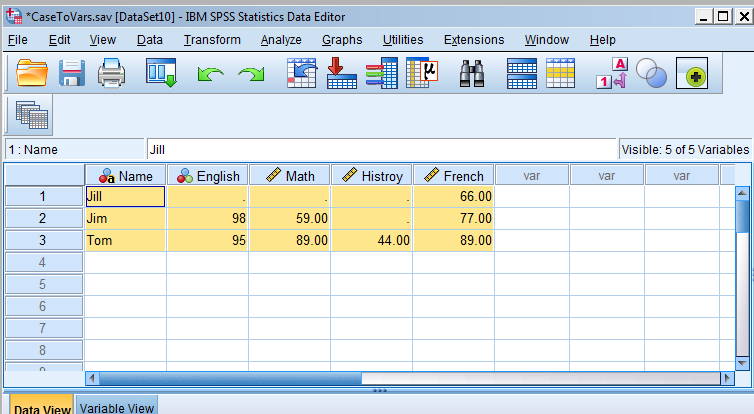 *CaseToVars.sav [DataSet10] - IBM SPSS Statistics Data Editor
File Edit View Data Transform Analyze Graphs Utilities Extensions Window Help
A
1
μ
1 : Name Jill Visible: 5 of 5 Variables
a Name English Math Histroy French var var var
1 Jill . . . 66.00
2 Jim 98 59.00 . 77.00
3 Tom 95 89.00 44.00 89.00
4
5
6
7
8
Data View Variable View